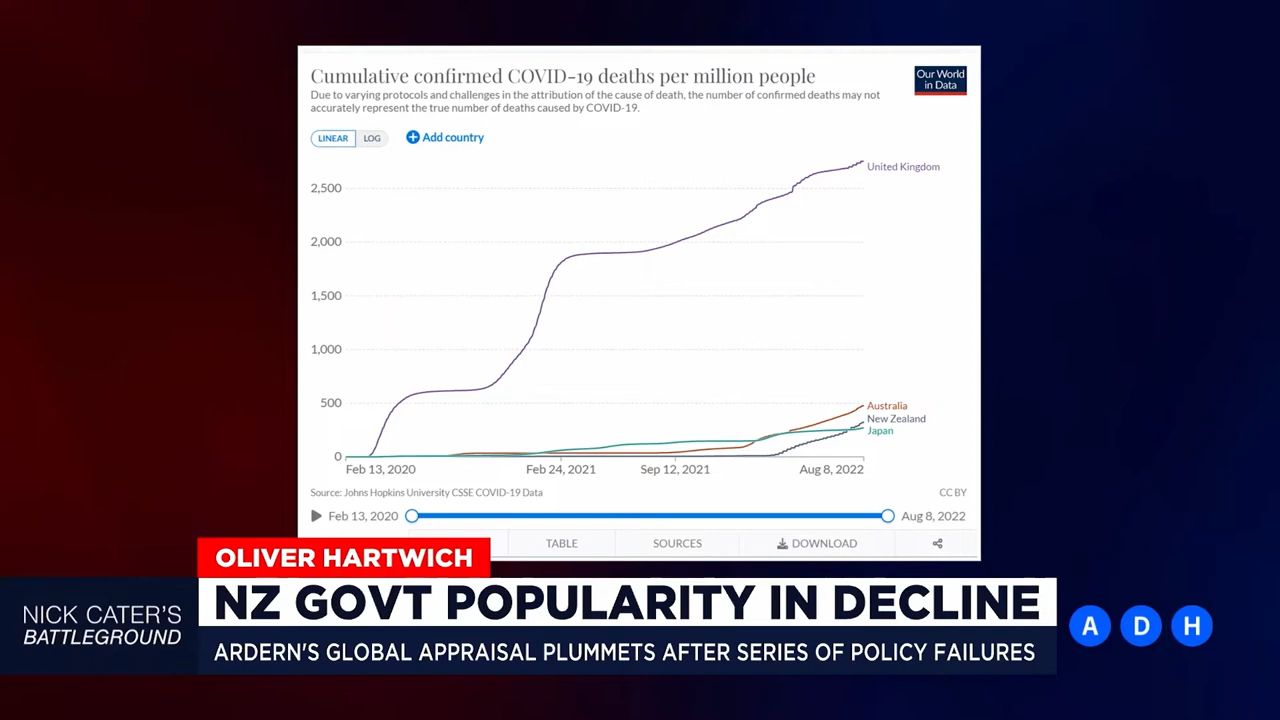 Cumulative confirmed COVID-19 deaths per million people
Our World
in Data
Due to varying protocols and challenges in the attribution of the cause of death, the number of confirmed deaths may not
accurately represent the true number of deaths caused by COVID-19.
LINEAR LOG Add country
United Kingdom
2,500
2,000
1,500
1,000
500
Australia
New Zealand
Japan
0
Feb 13, 2020 Feb 24, 2021 Sep 12, 2021 Aug 8, 2022
Source: Johns Hopkins University CSSE COVID-19 Data CC BY
Feb 13, 2020 Aug 8, 2022
TABLE SOURCES DOWNLOAD
OLIVER HARTWICH
NZ GOVT POPULARITY IN DECLINE
ARDERN'S GLOBAL APPRAISAL PLUMMETS AFTER SERIES OF POLICY FAILURES
NICK CATER'S
BATTLEGROUND
A D H